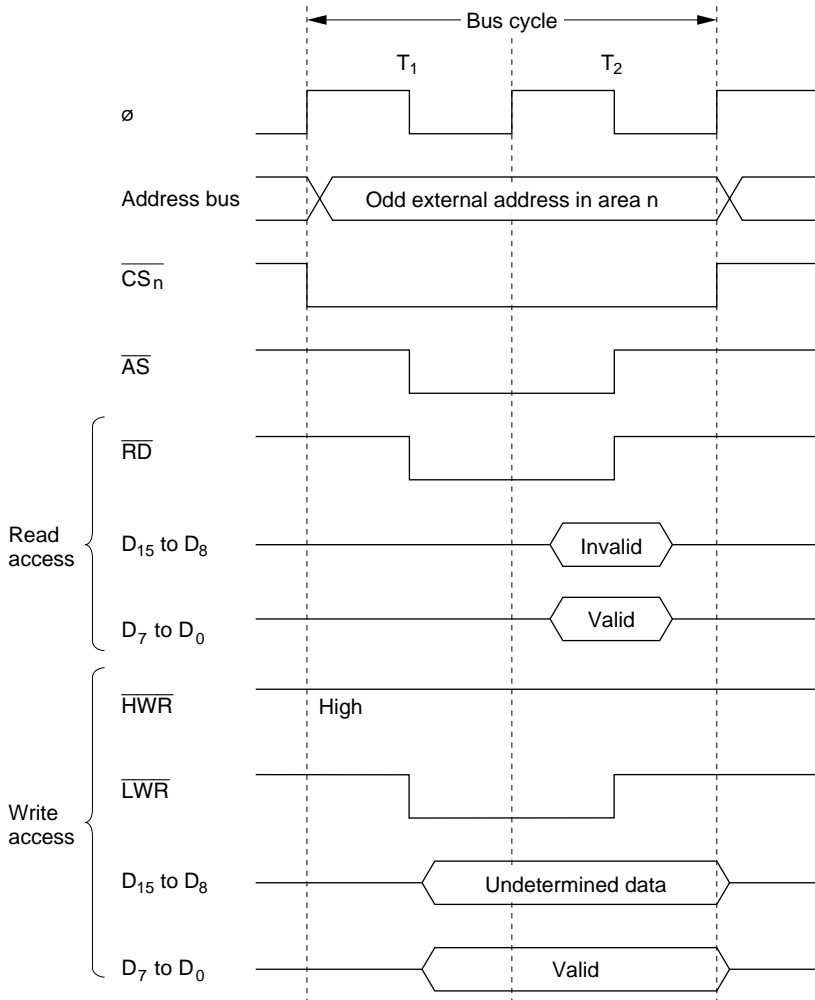 Bus cycle
T1 T2
ø
Address bus Odd external address in area n
CSn
AS
RD
Read access
D15 to D8 Invalid
D7 to D0 Valid
HWR High
LWR
Write access
D15 to D8 Undetermined data
D7 to D0 Valid